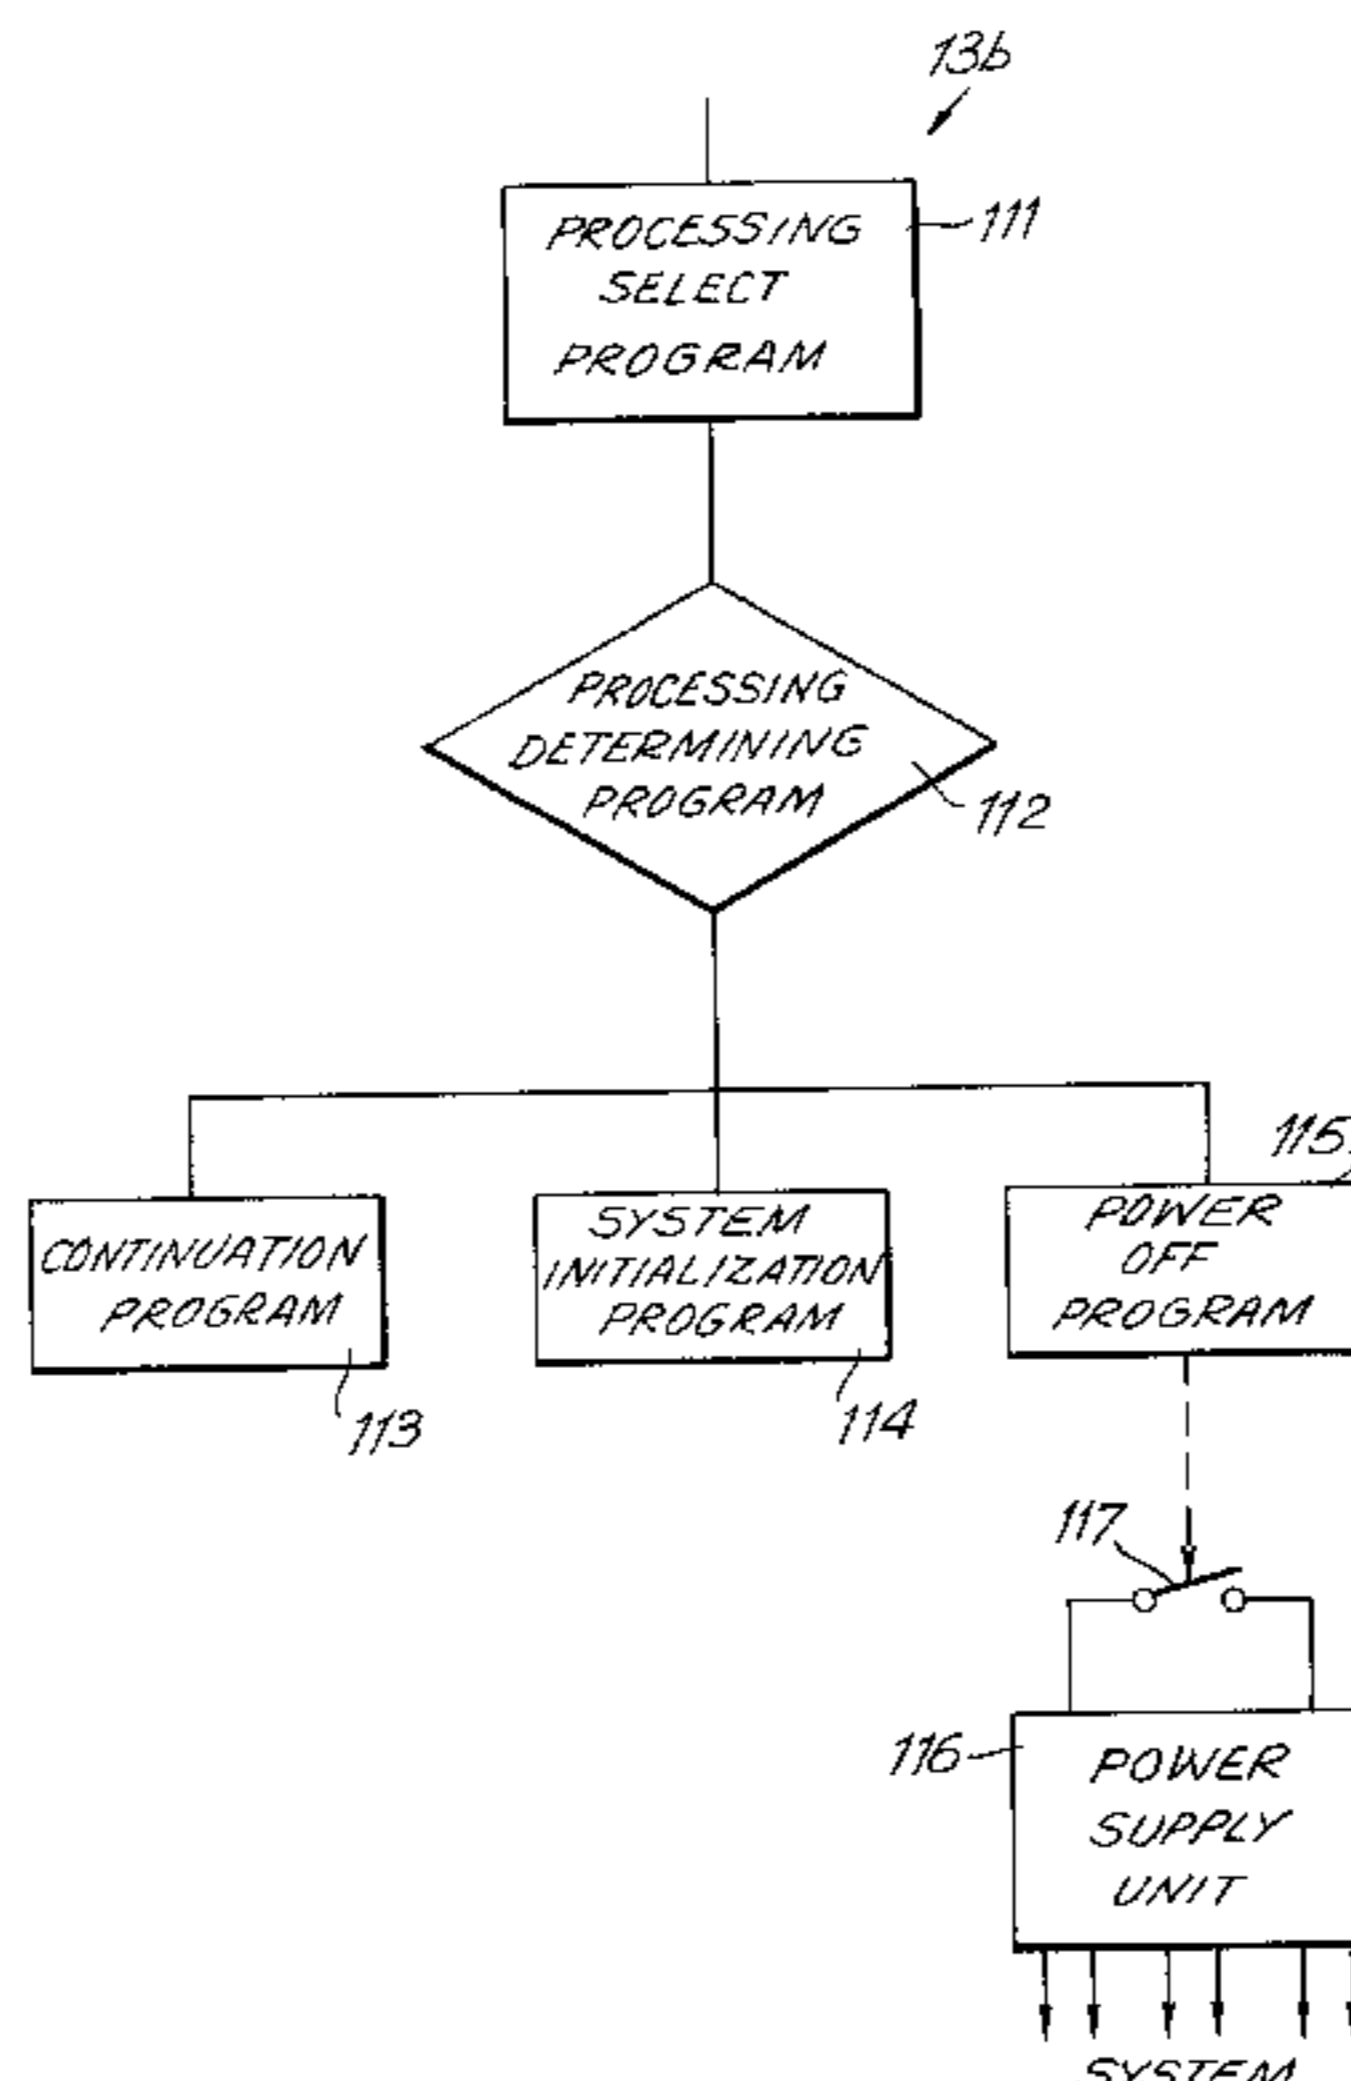 13b
PROCESSING
SELECT
PROGRAM
111
PROCESSING
DETERMINING
PROGRAM
112
115
CONTINUATION
PROGRAM
113
SYSTEM
INITIALIZATION
PROGRAM
114
POWER
OFF
PROGRAM
117
116
POWER
SUPPLY
UNIT
SYSTEM